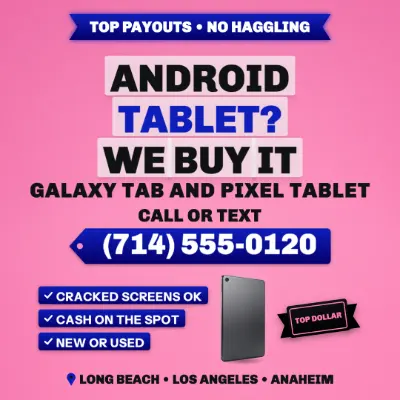 TOP PAYOUTS • NO HAGGLING
ANDROID
TABLET?
WE BUY IT
GALAXY TAB AND PIXEL TABLET
CALL OR TEXT
(714) 555-0120
✓ CRACKED SCREENS OK
✓ CASH ON THE SPOT
✓ NEW OR USED
TOP DOLLAR
LONG BEACH • LOS ANGELES • ANAHEIM